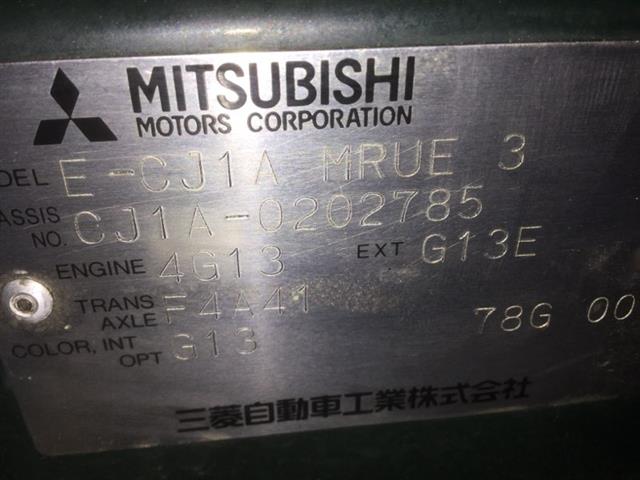 MITSUBISHI
MOTORS CORPORATION
DEL E-CJ1A MRUE 3
ASSIS NO. CJ1A-0202785
ENGINE 4G13 EXT G13E
TRANS AXLE F4A41 78G 00
COLOR, INT OPT G13
三菱自動車工業株式会社